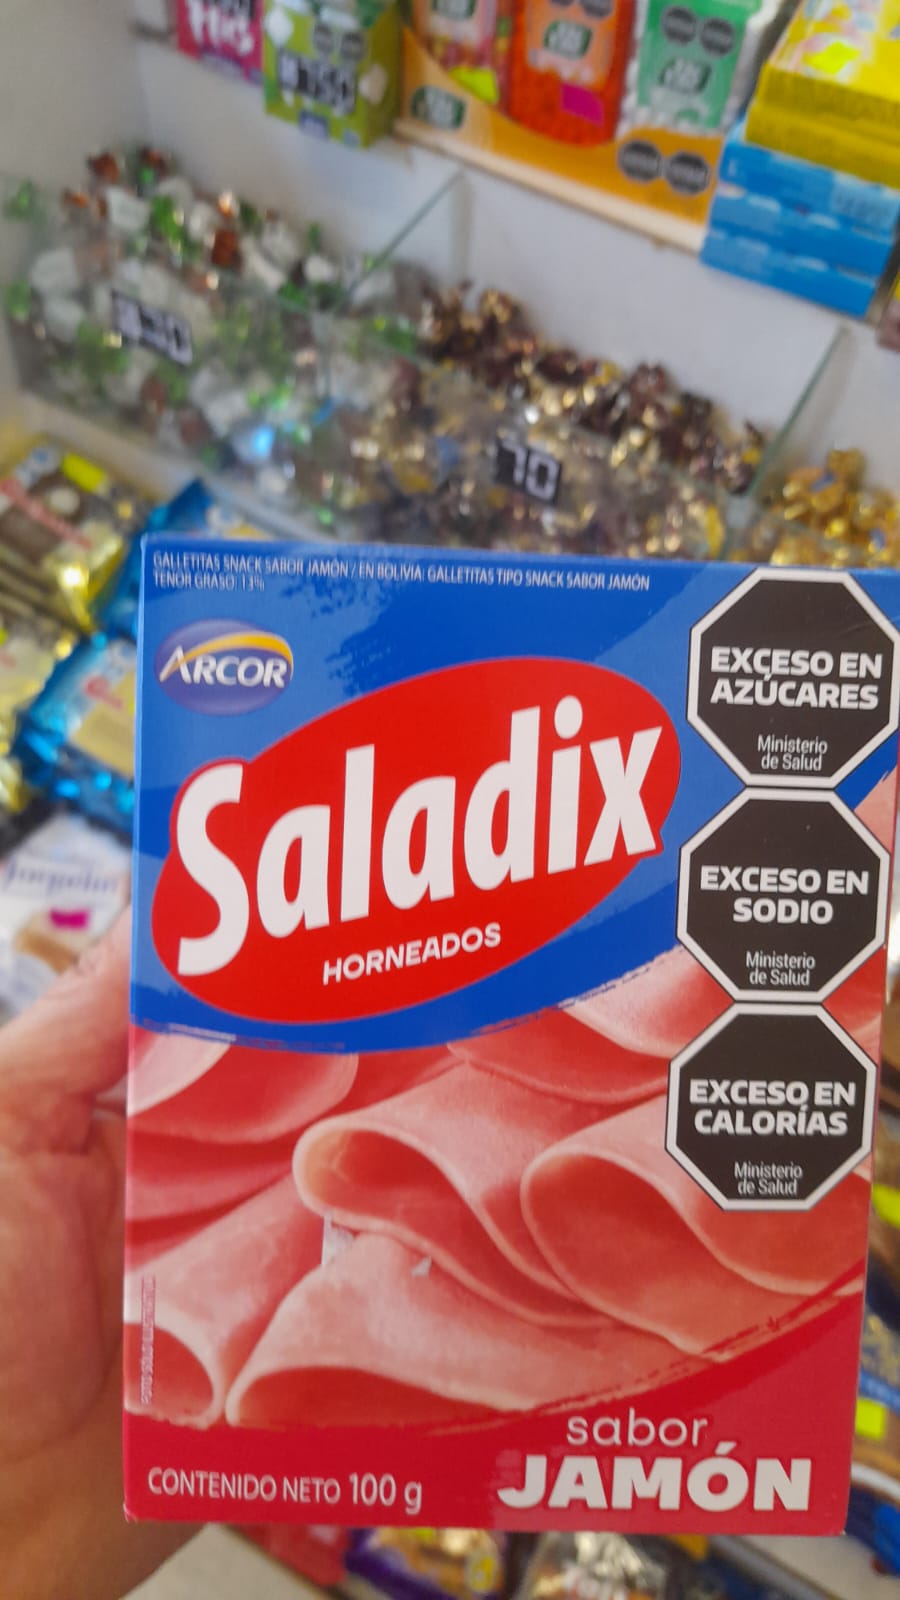 GALLETITAS SNACK SABOR JAMÓN / EN BOLIVIA: GALLETITAS TIPO SNACK SABOR JAMÓN
TENOR GRASO: 13%
ARCOR
Saladix
HORNEADOS
EXCESO EN
AZÚCARES
Ministerio
de Salud
EXCESO EN
SODIO
Ministerio
de Salud
EXCESO EN
CALORÍAS
Ministerio
de Salud
sabor
JAMÓN
CONTENIDO NETO 100 g
70